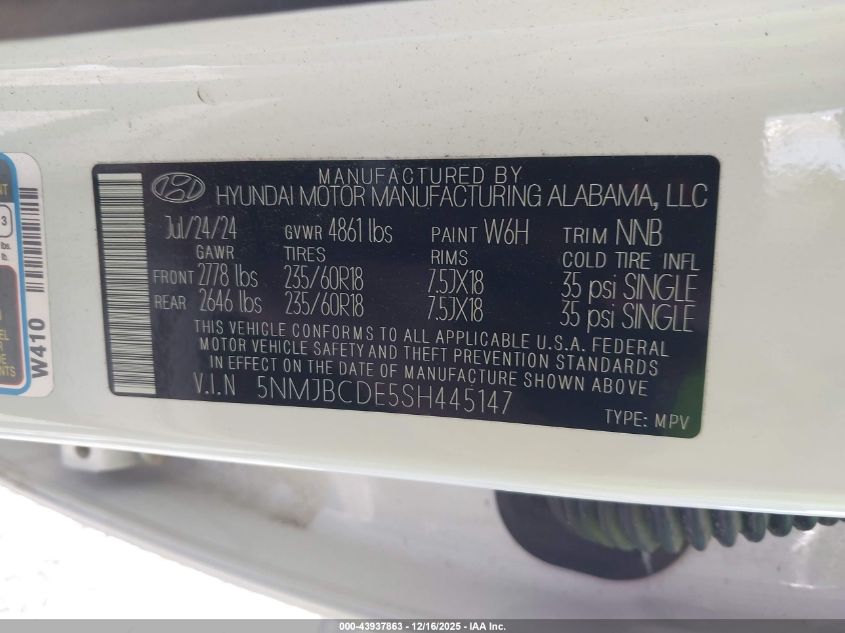 MANUFACTURED BY
HYUNDAI MOTOR MANUFACTURING ALABAMA, LLC
Jul/24/24 GVWR 4861 lbs PAINT W6H TRIM NNB
GAWR TIRES RIMS COLD TIRE INFL
FRONT 2778 lbs 235/60R18 7.5JX18 35 psi SINGLE
REAR 2646 lbs 235/60R18 7.5JX18 35 psi SINGLE
THIS VEHICLE CONFORMS TO ALL APPLICABLE U.S.A. FEDERAL
MOTOR VEHICLE SAFETY AND THEFT PREVENTION STANDARDS
IN EFFECT ON THE DATE OF MANUFACTURE SHOWN ABOVE
V.I.N 5NMJBCDE5SH445147
TYPE: MPV
W410
3
lbs.
lb.
000-43937863 - 12/16/2025 - IAA Inc.